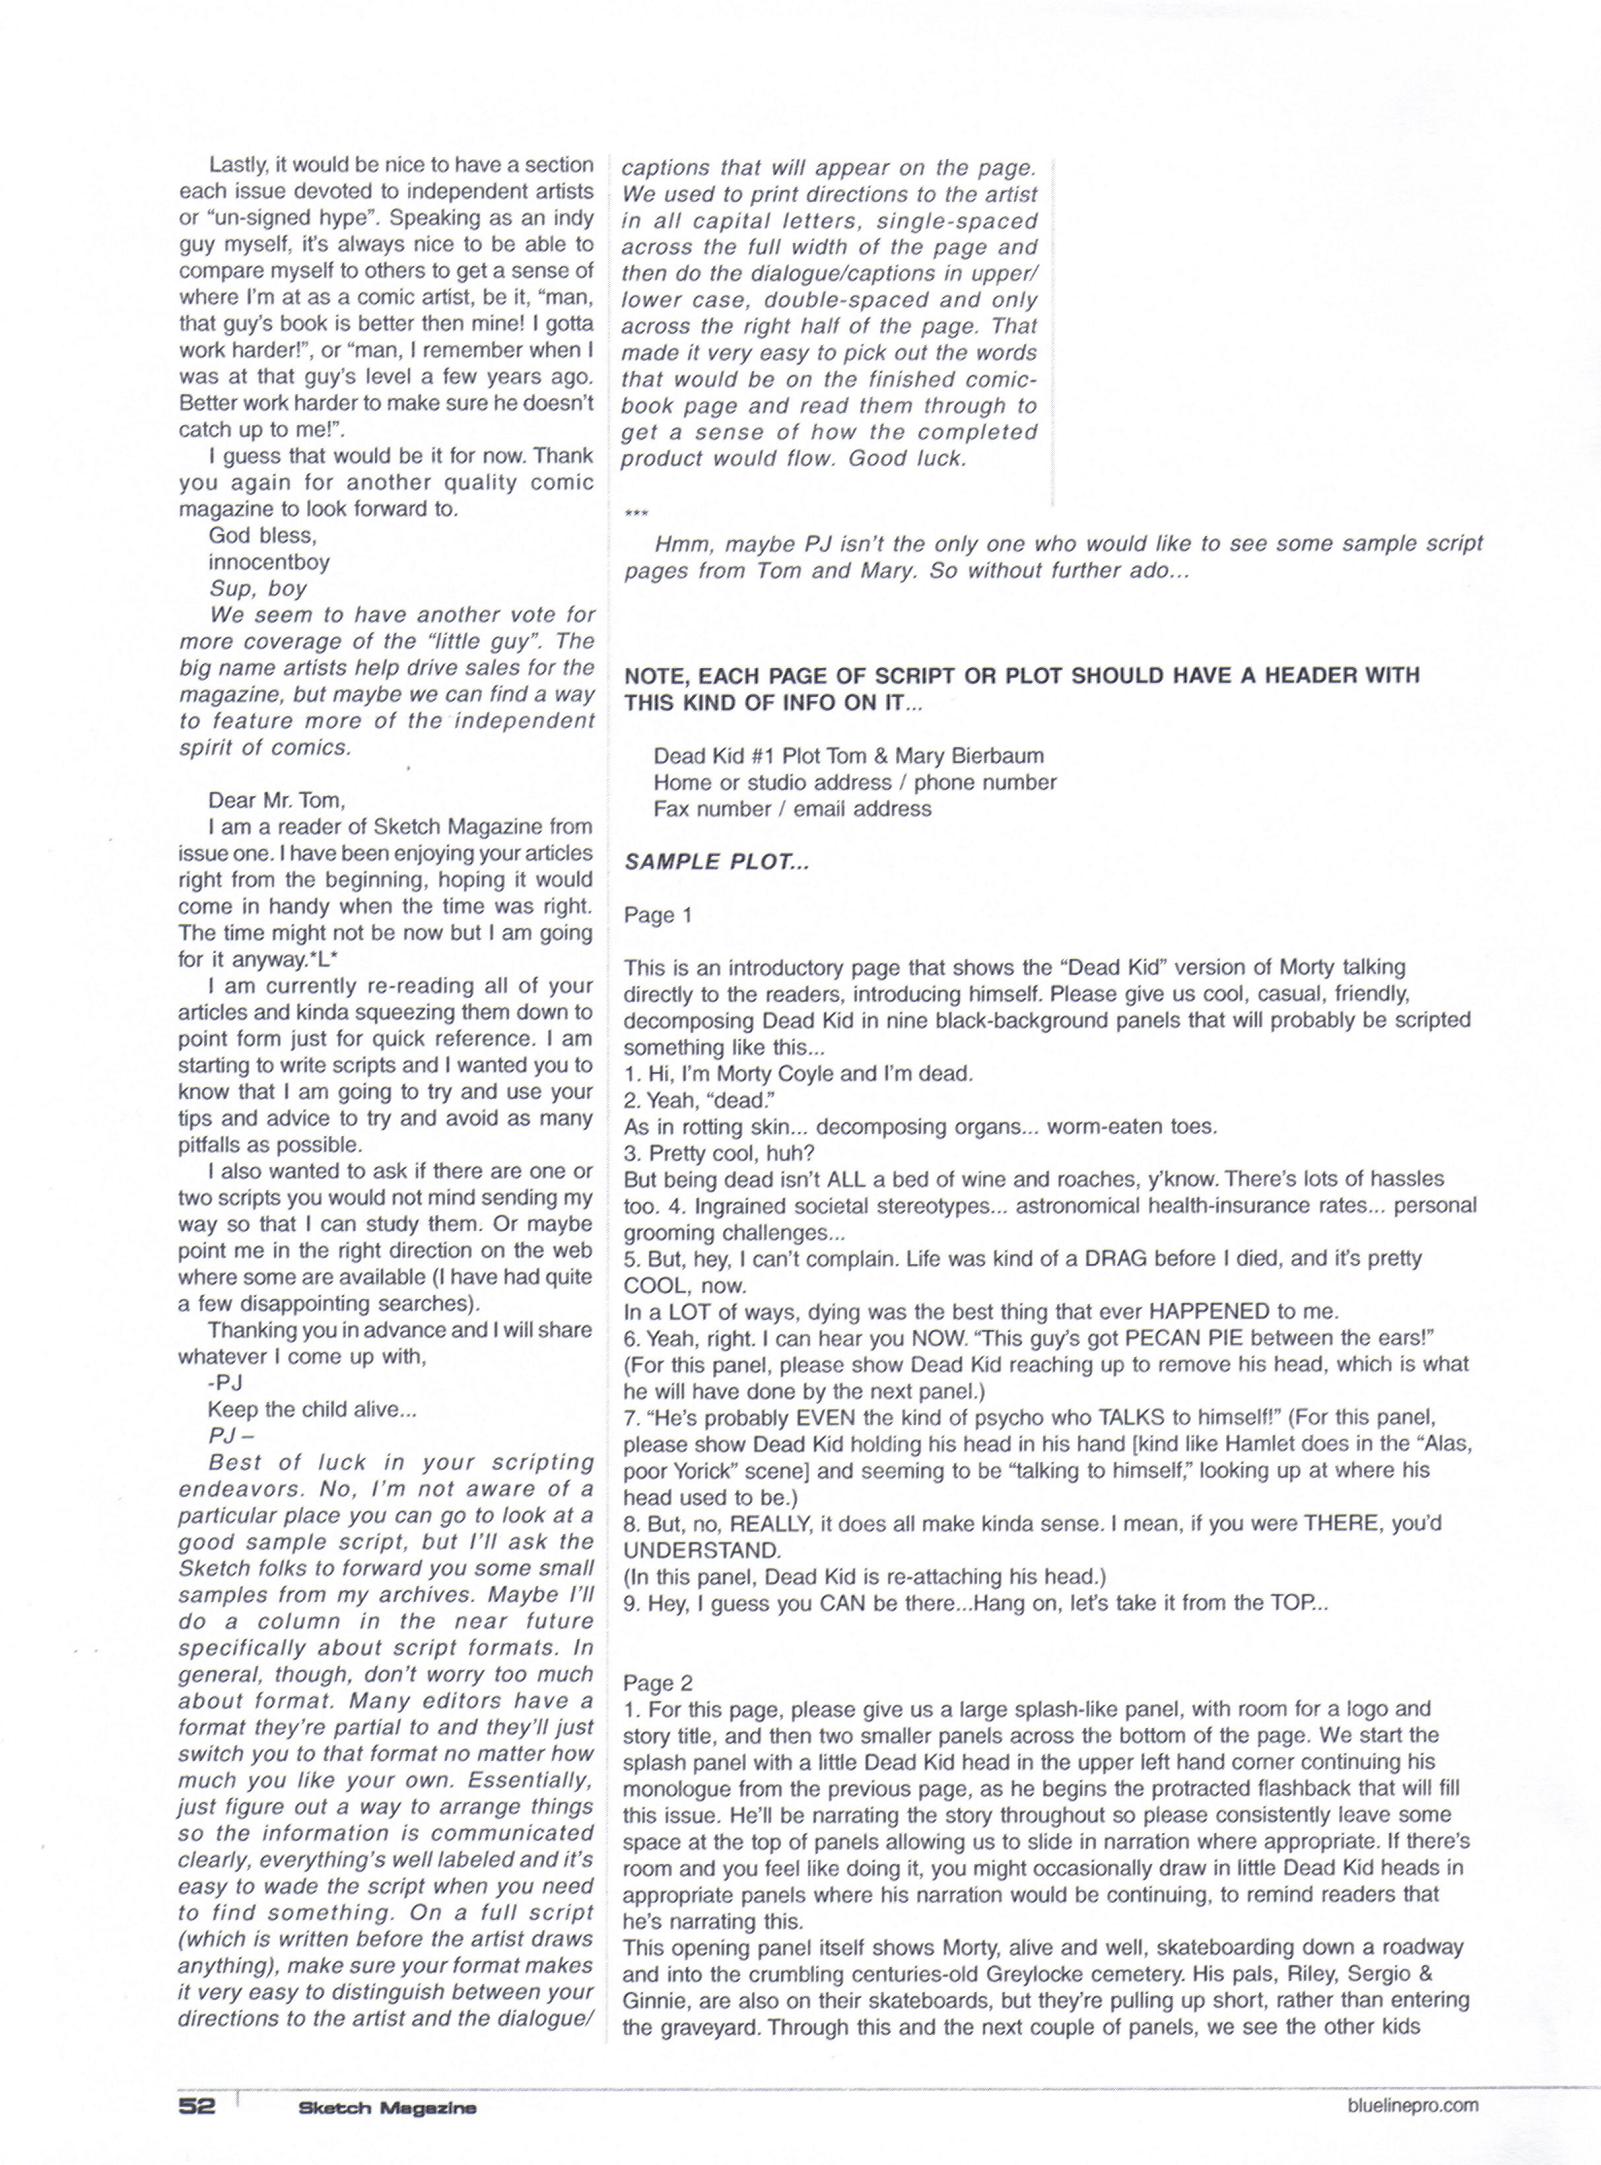 Lastly, it would be nice to have a section
each issue devoted to independent artists
or “un-signed hype”. Speaking as an indy
guy myself, it’s always nice to be able to
compare myself to others to get a sense of
where I’m at as a comic artist, be it, “man,
that guy’s book is better then mine! I gotta
work harder!”, or “man, I remember when I
was at that guy’s level a few years ago.
Better work harder to make sure he doesn’t
catch up to me!”.
I guess that would be it for now. Thank
you again for another quality comic
magazine to look forward to.
God bless,
innocentboy
Sup, boy
We seem to have another vote for
more coverage of the “little guy”. The
big name artists help drive sales for the
magazine, but maybe we can find a way
to feature more of the independent
spirit of comics.
Dear Mr. Tom,
I am a reader of Sketch Magazine from
issue one. I have been enjoying your articles
right from the beginning, hoping it would
come in handy when the time was right.
The time might not be now but I am going
for it anyway.*L*
I am currently re-reading all of your
articles and kinda squeezing them down to
point form just for quick reference. I am
starting to write scripts and I wanted you to
know that I am going to try and use your
tips and advice to try and avoid as many
pitfalls as possible.
I also wanted to ask if there are one or
two scripts you would not mind sending my
way so that I can study them. Or maybe
point me in the right direction on the web
where some are available (I have had quite
a few disappointing searches).
Thanking you in advance and I will share
whatever I come up with,
-PJ
Keep the child alive...
PJ –
Best of luck in your scripting
endeavors. No, I’m not aware of a
particular place you can go to look at a
good sample script, but I’ll ask the
Sketch folks to forward you some small
samples from my archives. Maybe I’ll
do a column in the near future
specifically about script formats. In
general, though, don’t worry too much
about format. Many editors have a
format they’re partial to and they’ll just
switch you to that format no matter how
much you like your own. Essentially,
just figure out a way to arrange things
so the information is communicated
clearly, everything’s well labeled and it’s
easy to wade the script when you need
to find something. On a full script
(which is written before the artist draws
anything), make sure your format makes
it very easy to distinguish between your
directions to the artist and the dialogue/
captions that will appear on the page.
We used to print directions to the artist
in all capital letters, single-spaced
across the full width of the page and
then do the dialogue/captions in upper/
lower case, double-spaced and only
across the right half of the page. That
made it very easy to pick out the words
that would be on the finished comic-
book page and read them through to
get a sense of how the completed
product would flow. Good luck.
***
Hmm, maybe PJ isn’t the only one who would like to see some sample script
pages from Tom and Mary. So without further ado...
NOTE, EACH PAGE OF SCRIPT OR PLOT SHOULD HAVE A HEADER WITH
THIS KIND OF INFO ON IT...
Dead Kid #1 Plot Tom & Mary Bierbaum
Home or studio address / phone number
Fax number / email address
SAMPLE PLOT...
Page 1
This is an introductory page that shows the “Dead Kid” version of Morty talking
directly to the readers, introducing himself. Please give us cool, casual, friendly,
decomposing Dead Kid in nine black-background panels that will probably be scripted
something like this...
1. Hi, I’m Morty Coyle and I’m dead.
2. Yeah, “dead.”
As in rotting skin... decomposing organs... worm-eaten toes.
3. Pretty cool, huh?
But being dead isn’t ALL a bed of wine and roaches, y’know. There’s lots of hassles
too. 4. Ingrained societal stereotypes... astronomical health-insurance rates... personal
grooming challenges...
5. But, hey, I can’t complain. Life was kind of a DRAG before I died, and it’s pretty
COOL, now.
In a LOT of ways, dying was the best thing that ever HAPPENED to me.
6. Yeah, right. I can hear you NOW. “This guy’s got PECAN PIE between the ears!”
(For this panel, please show Dead Kid reaching up to remove his head, which is what
he will have done by the next panel.)
7. “He’s probably EVEN the kind of psycho who TALKS to himself!” (For this panel,
please show Dead Kid holding his head in his hand [kind like Hamlet does in the “Alas,
poor Yorick” scene] and seeming to be “talking to himself,” looking up at where his
head used to be.)
8. But, no, REALLY, it does all make kinda sense. I mean, if you were THERE, you’d
UNDERSTAND.
(In this panel, Dead Kid is re-attaching his head.)
9. Hey, I guess you CAN be there...Hang on, let’s take it from the TOP...
Page 2
1. For this page, please give us a large splash-like panel, with room for a logo and
story title, and then two smaller panels across the bottom of the page. We start the
splash panel with a little Dead Kid head in the upper left hand corner continuing his
monologue from the previous page, as he begins the protracted flashback that will fill
this issue. He’ll be narrating the story throughout so please consistently leave some
space at the top of panels allowing us to slide in narration where appropriate. If there’s
room and you feel like doing it, you might occasionally draw in little Dead Kid heads in
appropriate panels where his narration would be continuing, to remind readers that
he’s narrating this.
This opening panel itself shows Morty, alive and well, skateboarding down a roadway
and into the crumbling centuries-old Greylocke cemetery. His pals, Riley, Sergio &
Ginnie, are also on their skateboards, but they’re pulling up short, rather than entering
the graveyard. Through this and the next couple of panels, we see the other kids
52
Sketch Magazine
bluelinepro.com